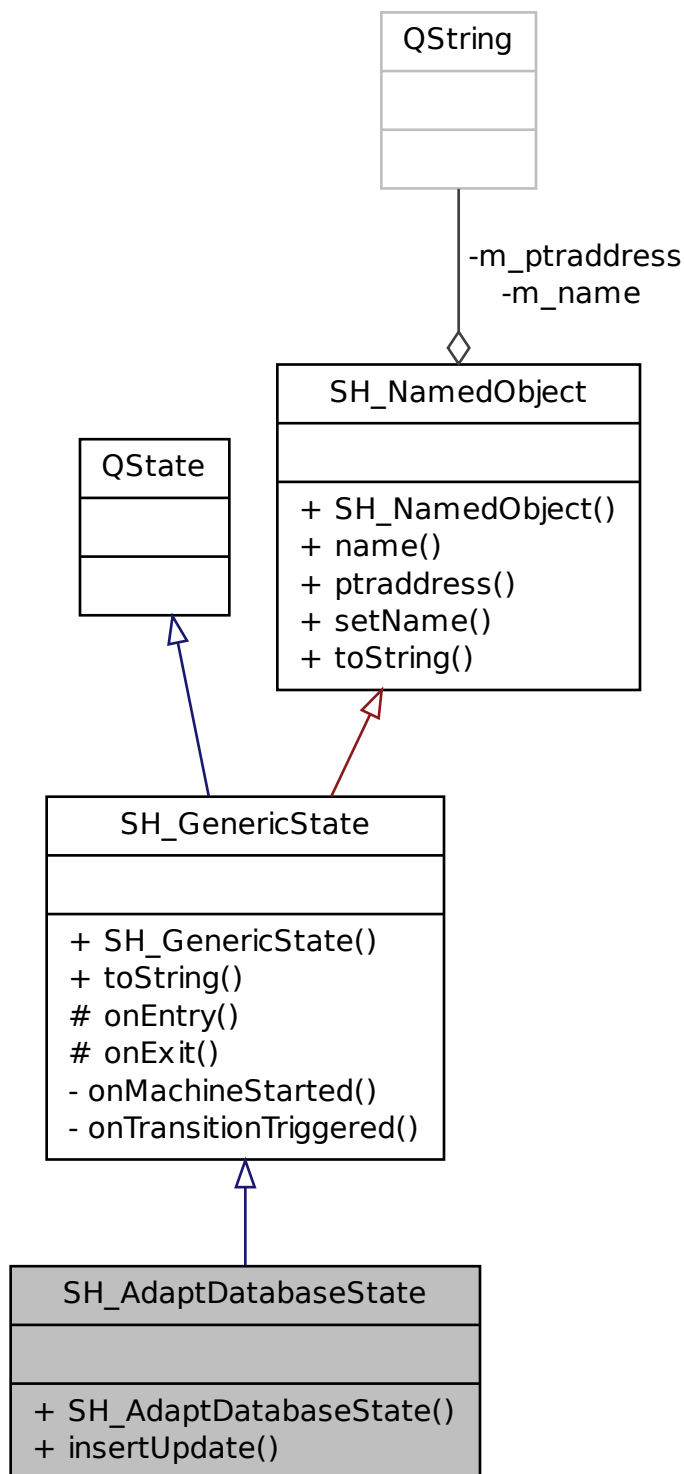 QString
-m_ptraddress
-m_name
SH_NamedObject
+ SH_NamedObject()
+ name()
+ ptraddress()
+ setName()
+ toString()
QState
SH_GenericState
+ SH_GenericState()
+ toString()
# onEntry()
# onExit()
- onMachineStarted()
- onTransitionTriggered()
SH_AdaptDatabaseState
+ SH_AdaptDatabaseState()
+ insertUpdate()